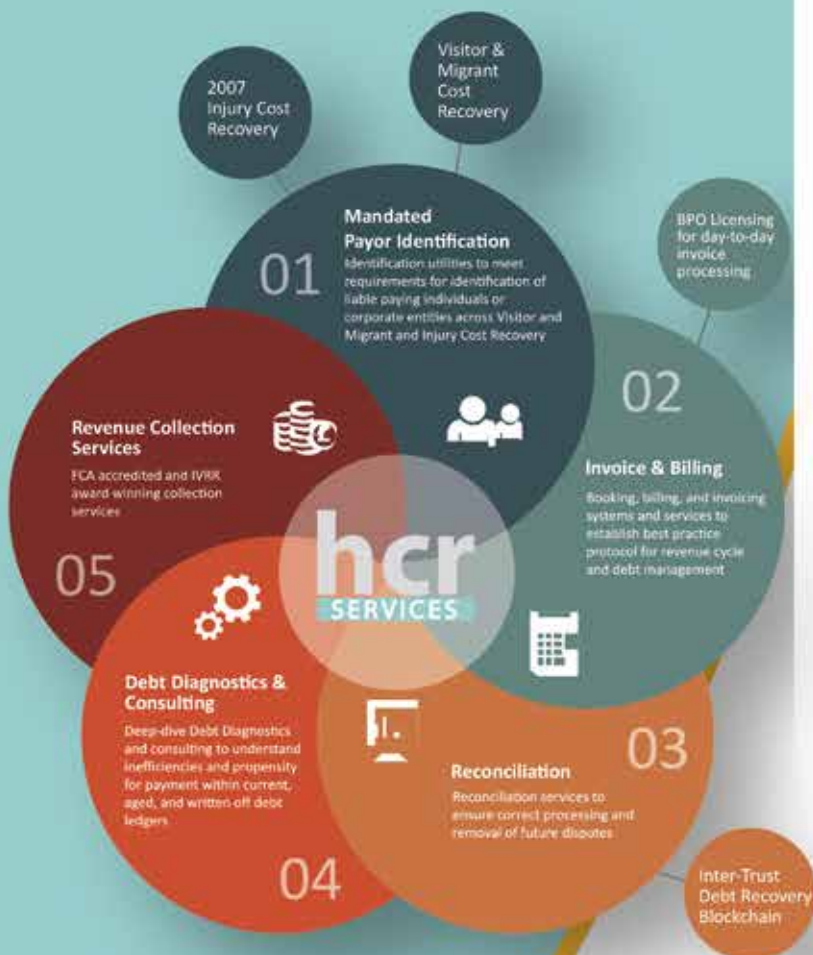 2007
Injury Cost
Recovery
Visitor &
Migrant
Cost
Recovery
BPO Licensing
for day-to-day
invoice
processing
01
Mandated
Payor Identification
Identification utilities to meet
requirements for identification of
liable paying individuals or
corporate entities across Visitor and
Migrant and Injury Cost Recovery
02
Invoice & Billing
Booking, billing, and invoicing
systems and services to
establish best practice
protocol for revenue cycle
and debt management
Revenue Collection
Services
FCA accredited and IVRR
award winning collection
services
05
hcr
SERVICES
Debt Diagnostics &
Consulting
Deep-dive Debt Diagnostics
and consulting to understand
inefficiencies and propensity
for payment within current,
aged, and written off debt
ledgers
04
03
Reconciliation
Reconciliation services to
ensure correct processing and
removal of future disputes
Inter-Trust
Debt Recovery
Blockchain